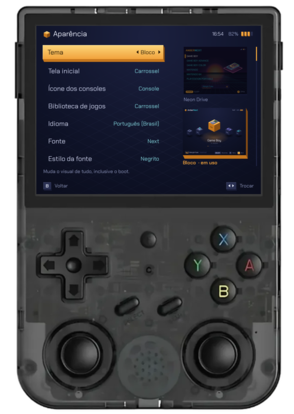 Aparência
16:54 92%
Tema
Bloco
Tela inicial
Carrossel
Ícone dos consoles
Console
Biblioteca de jogos
Carrossel
Idioma
Português (Brasil)
Fonte
Next
Estilo da fonte
Negrito
Neon Drive
Bloco · em uso
Muda o visual de tudo, inclusive o boot.
B Voltar
Trocar
X
Y
A
B